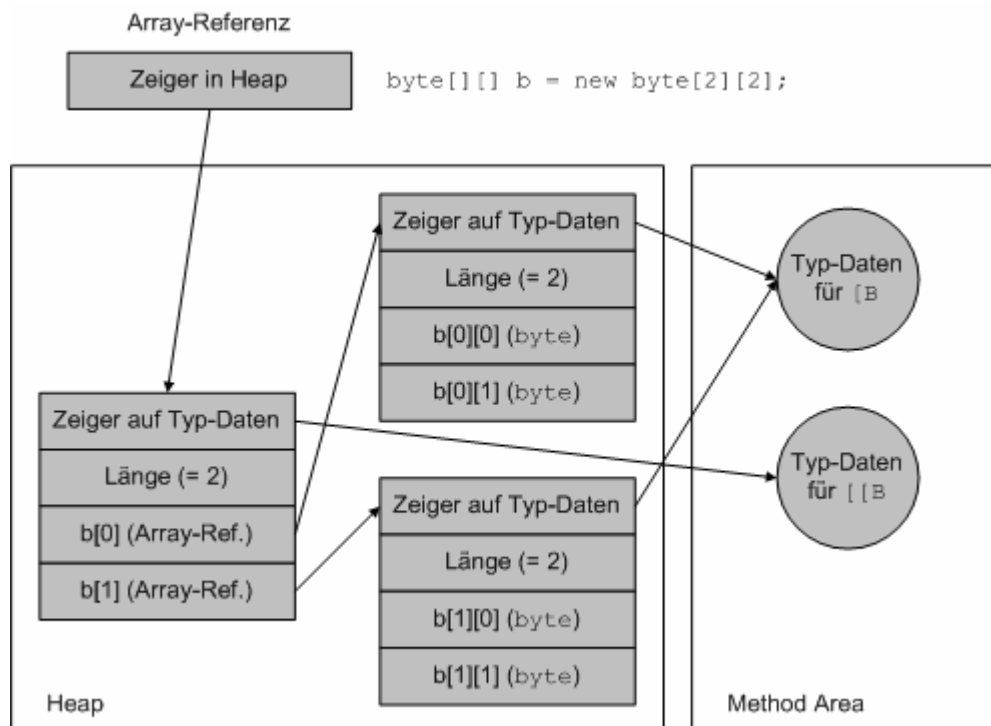 Array-Referenz
Zeiger in Heap
byte[][] b = new byte[2][2];
Zeiger auf Typ-Daten
Länge (= 2)
b[0][0] (byte)
b[0][1] (byte)
Typ-Daten
für [B
Zeiger auf Typ-Daten
Länge (= 2)
b[0] (Array-Ref.)
b[1] (Array-Ref.)
Zeiger auf Typ-Daten
Länge (= 2)
b[1][0] (byte)
b[1][1] (byte)
Typ-Daten
für [[B
Heap
Method Area